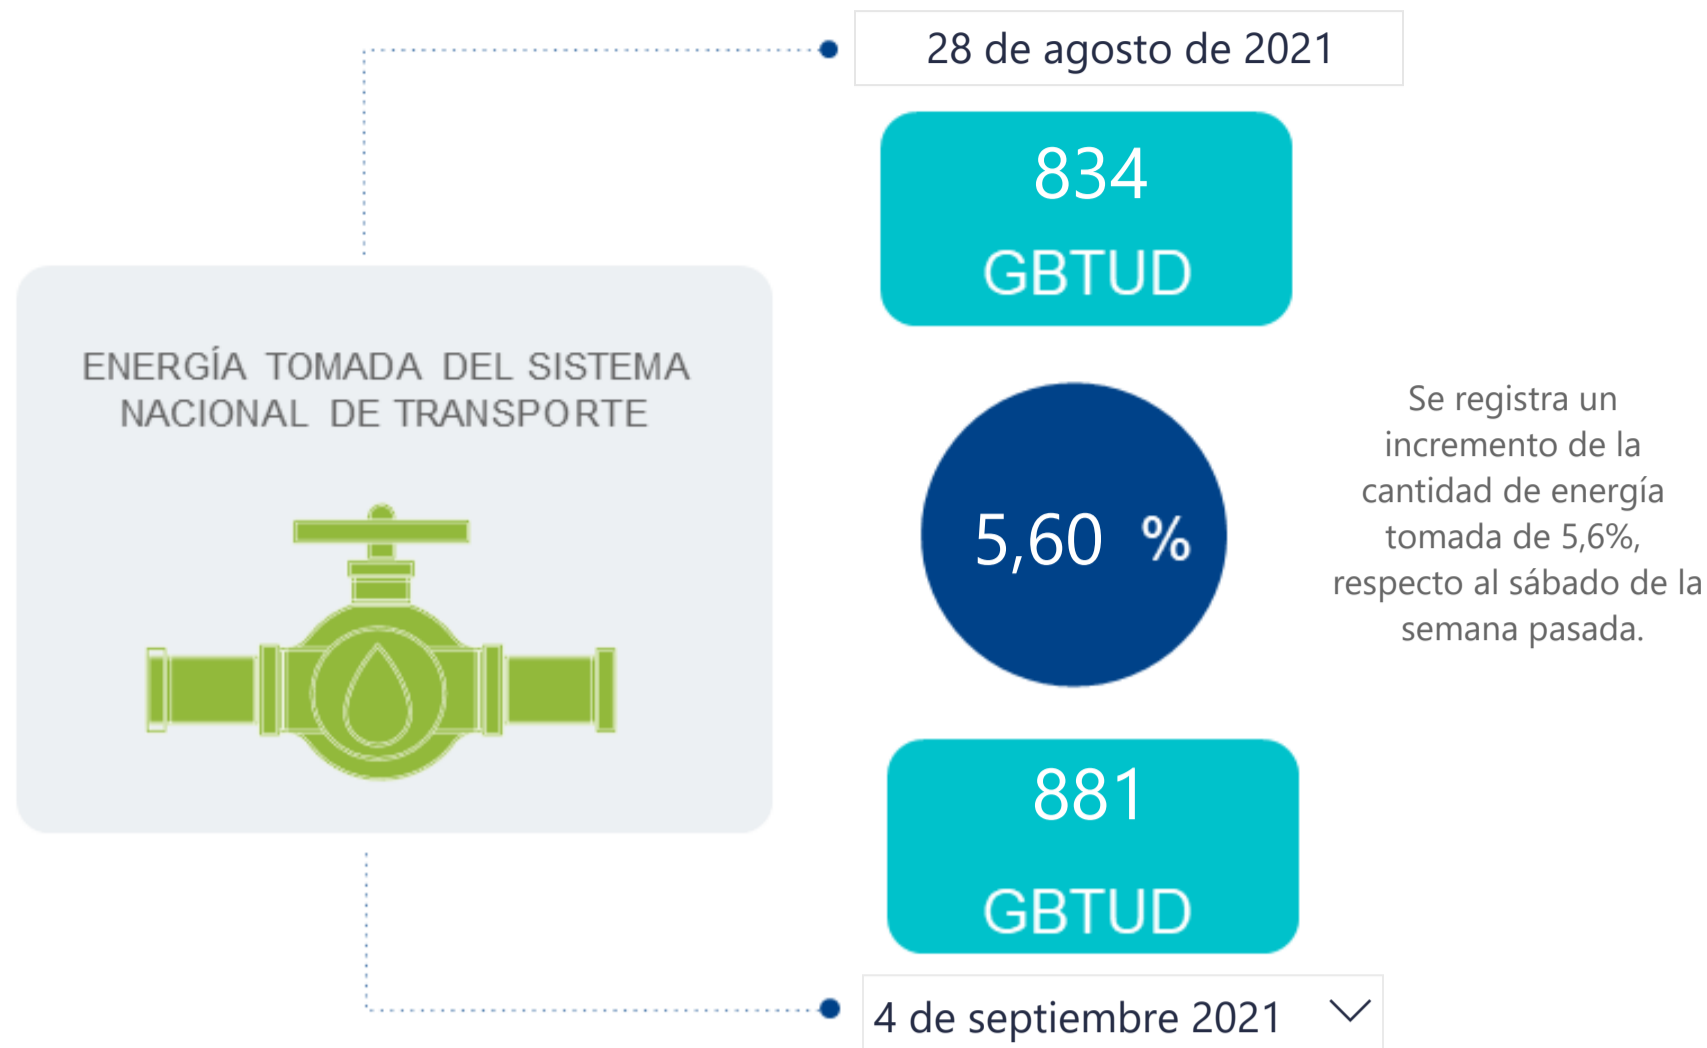 28 de agosto de 2021
834
GBTUD
ENERGÍA TOMADA DEL SISTEMA
NACIONAL DE TRANSPORTE
5,60 %
Se registra un
incremento de la
cantidad de energía
tomada de 5,6%,
respecto al sábado de la
semana pasada.
881
GBTUD
4 de septiembre 2021